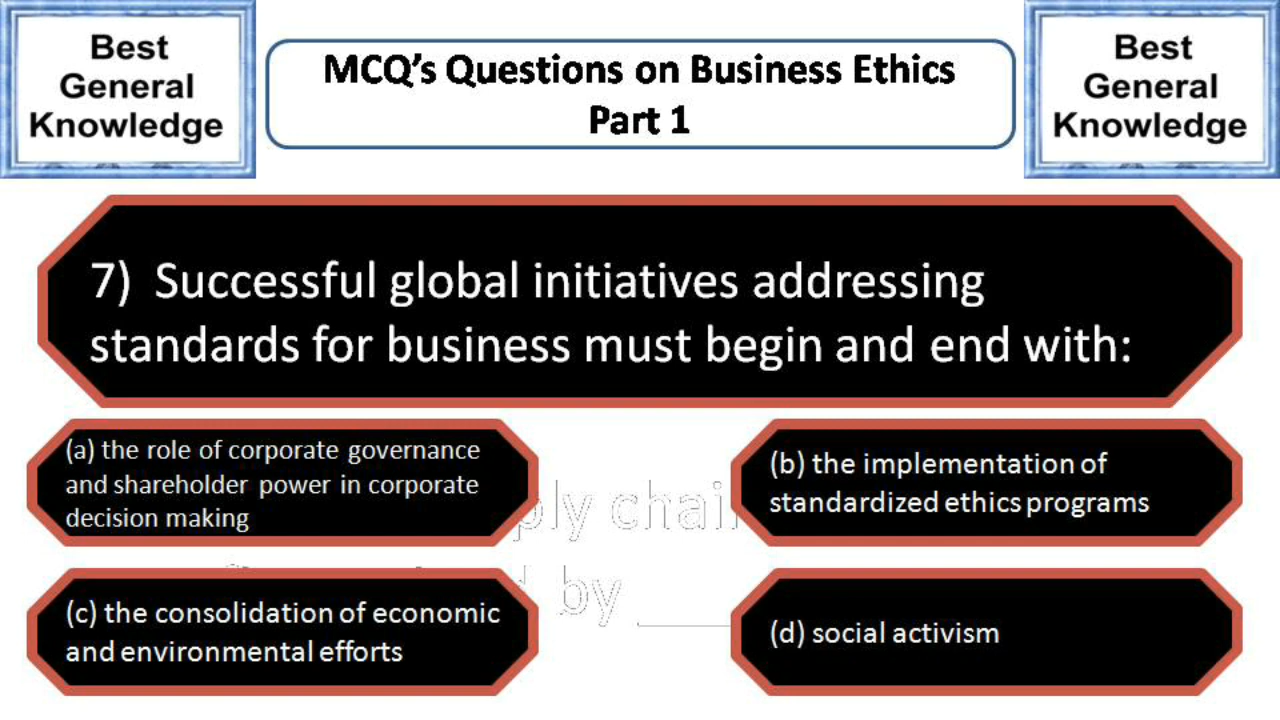 Best
General
Knowledge
MCQ's Questions on Business Ethics
Part 1
Best
General
Knowledge
7) Successful global initiatives addressing
standards for business must begin and end with:
(a) the role of corporate governance
and shareholder power in corporate
decision making
(b) the implementation of
standardized ethics programs
(c) the consolidation of economic
and environmental efforts
(d) social activism
by